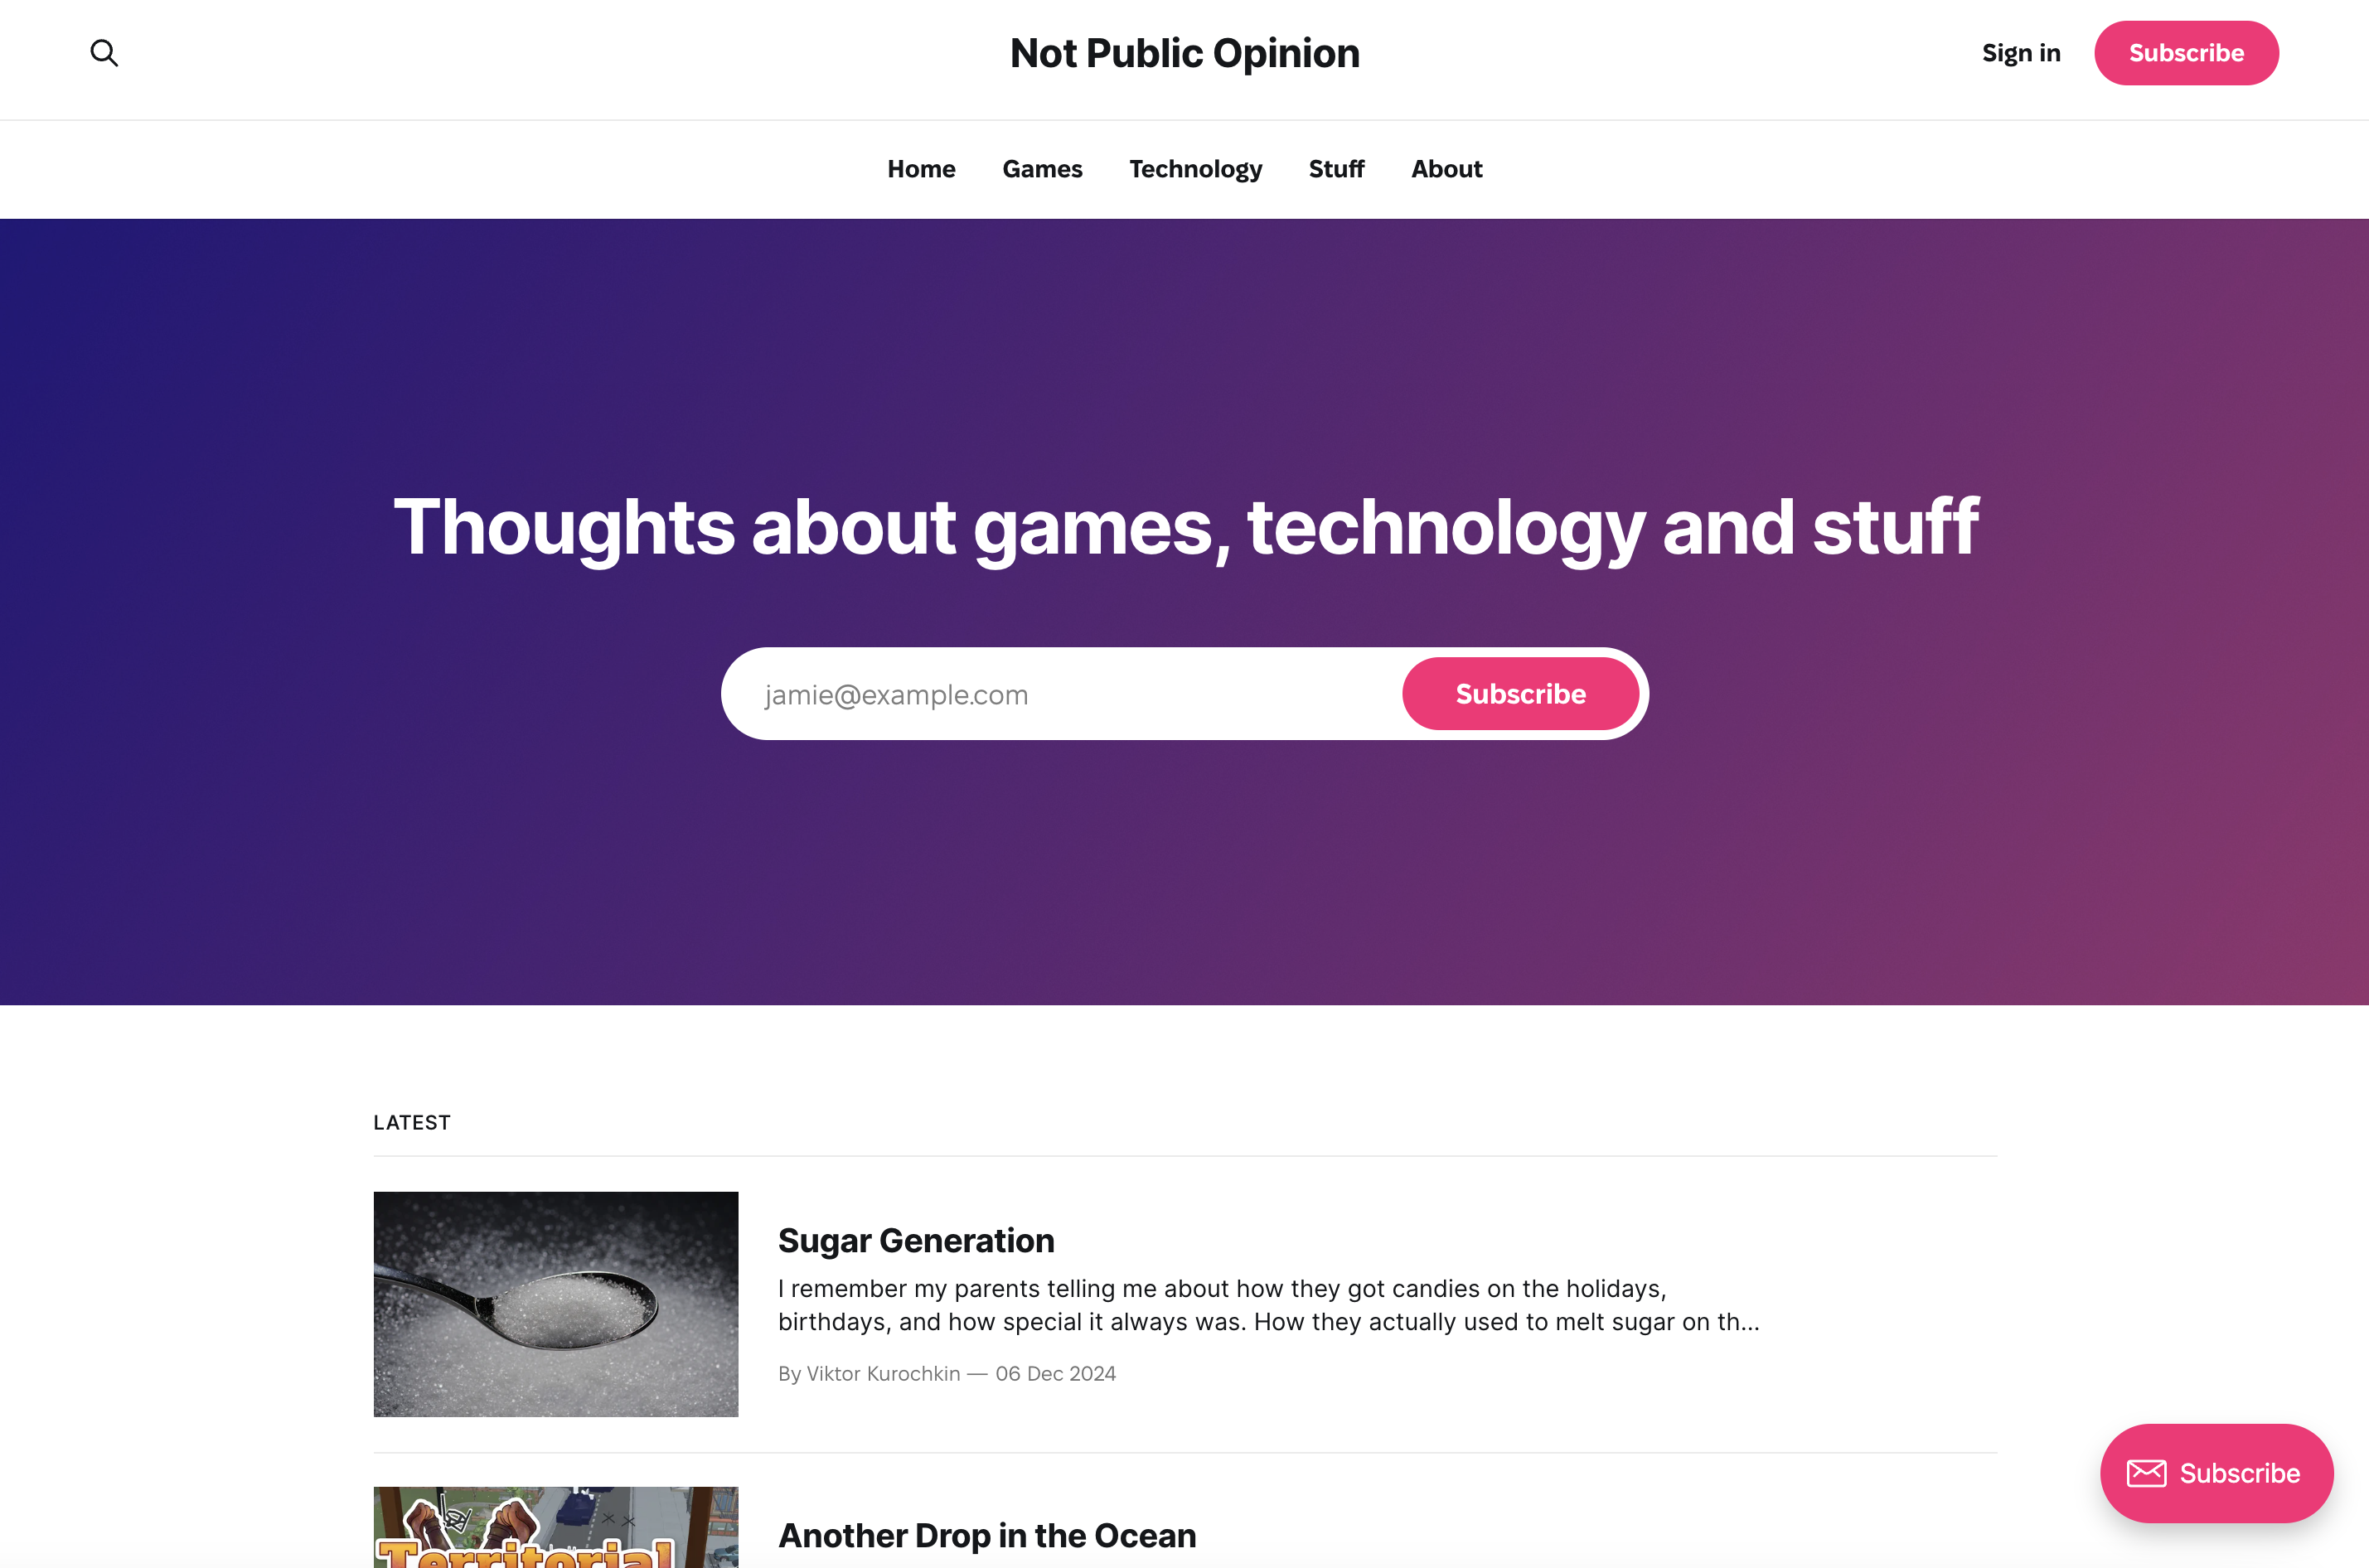 Not Public Opinion
Sign in
Subscribe
Home
Games
Technology
Stuff
About
Thoughts about games, technology and stuff
jamie@example.com
Subscribe
LATEST
Sugar Generation
I remember my parents telling me about how they got candies on the holidays,
birthdays, and how special it always was. How they actually used to melt sugar on th...
By Viktor Kurochkin — 06 Dec 2024
Subscribe
Territorial
Another Drop in the Ocean